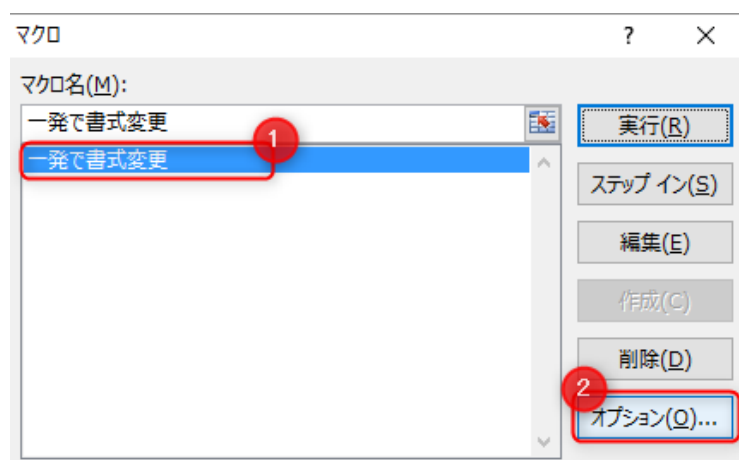 マクロ ? ×
マクロ名(M):
一発で書式変更
1
一発で書式変更
実行(R)
ステップ イン(S)
編集(E)
作成(C)
削除(D)
2
オプション(O)...